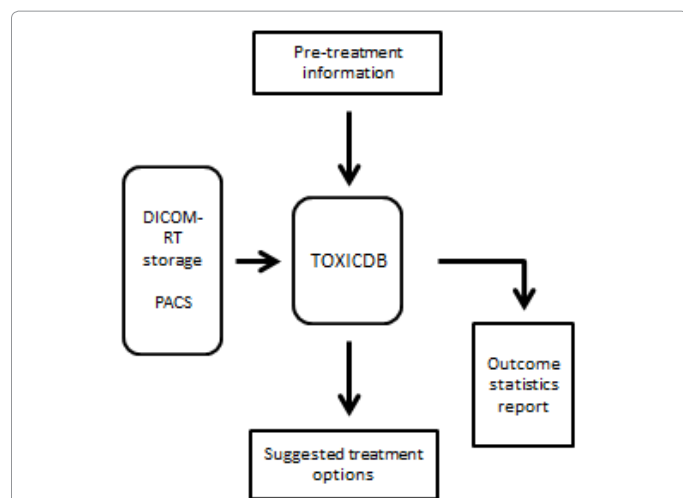 Pre-treatment
information
DICOM-
RT
storage
PACS
TOXICDB
Outcome
statistics
report
Suggested treatment
options